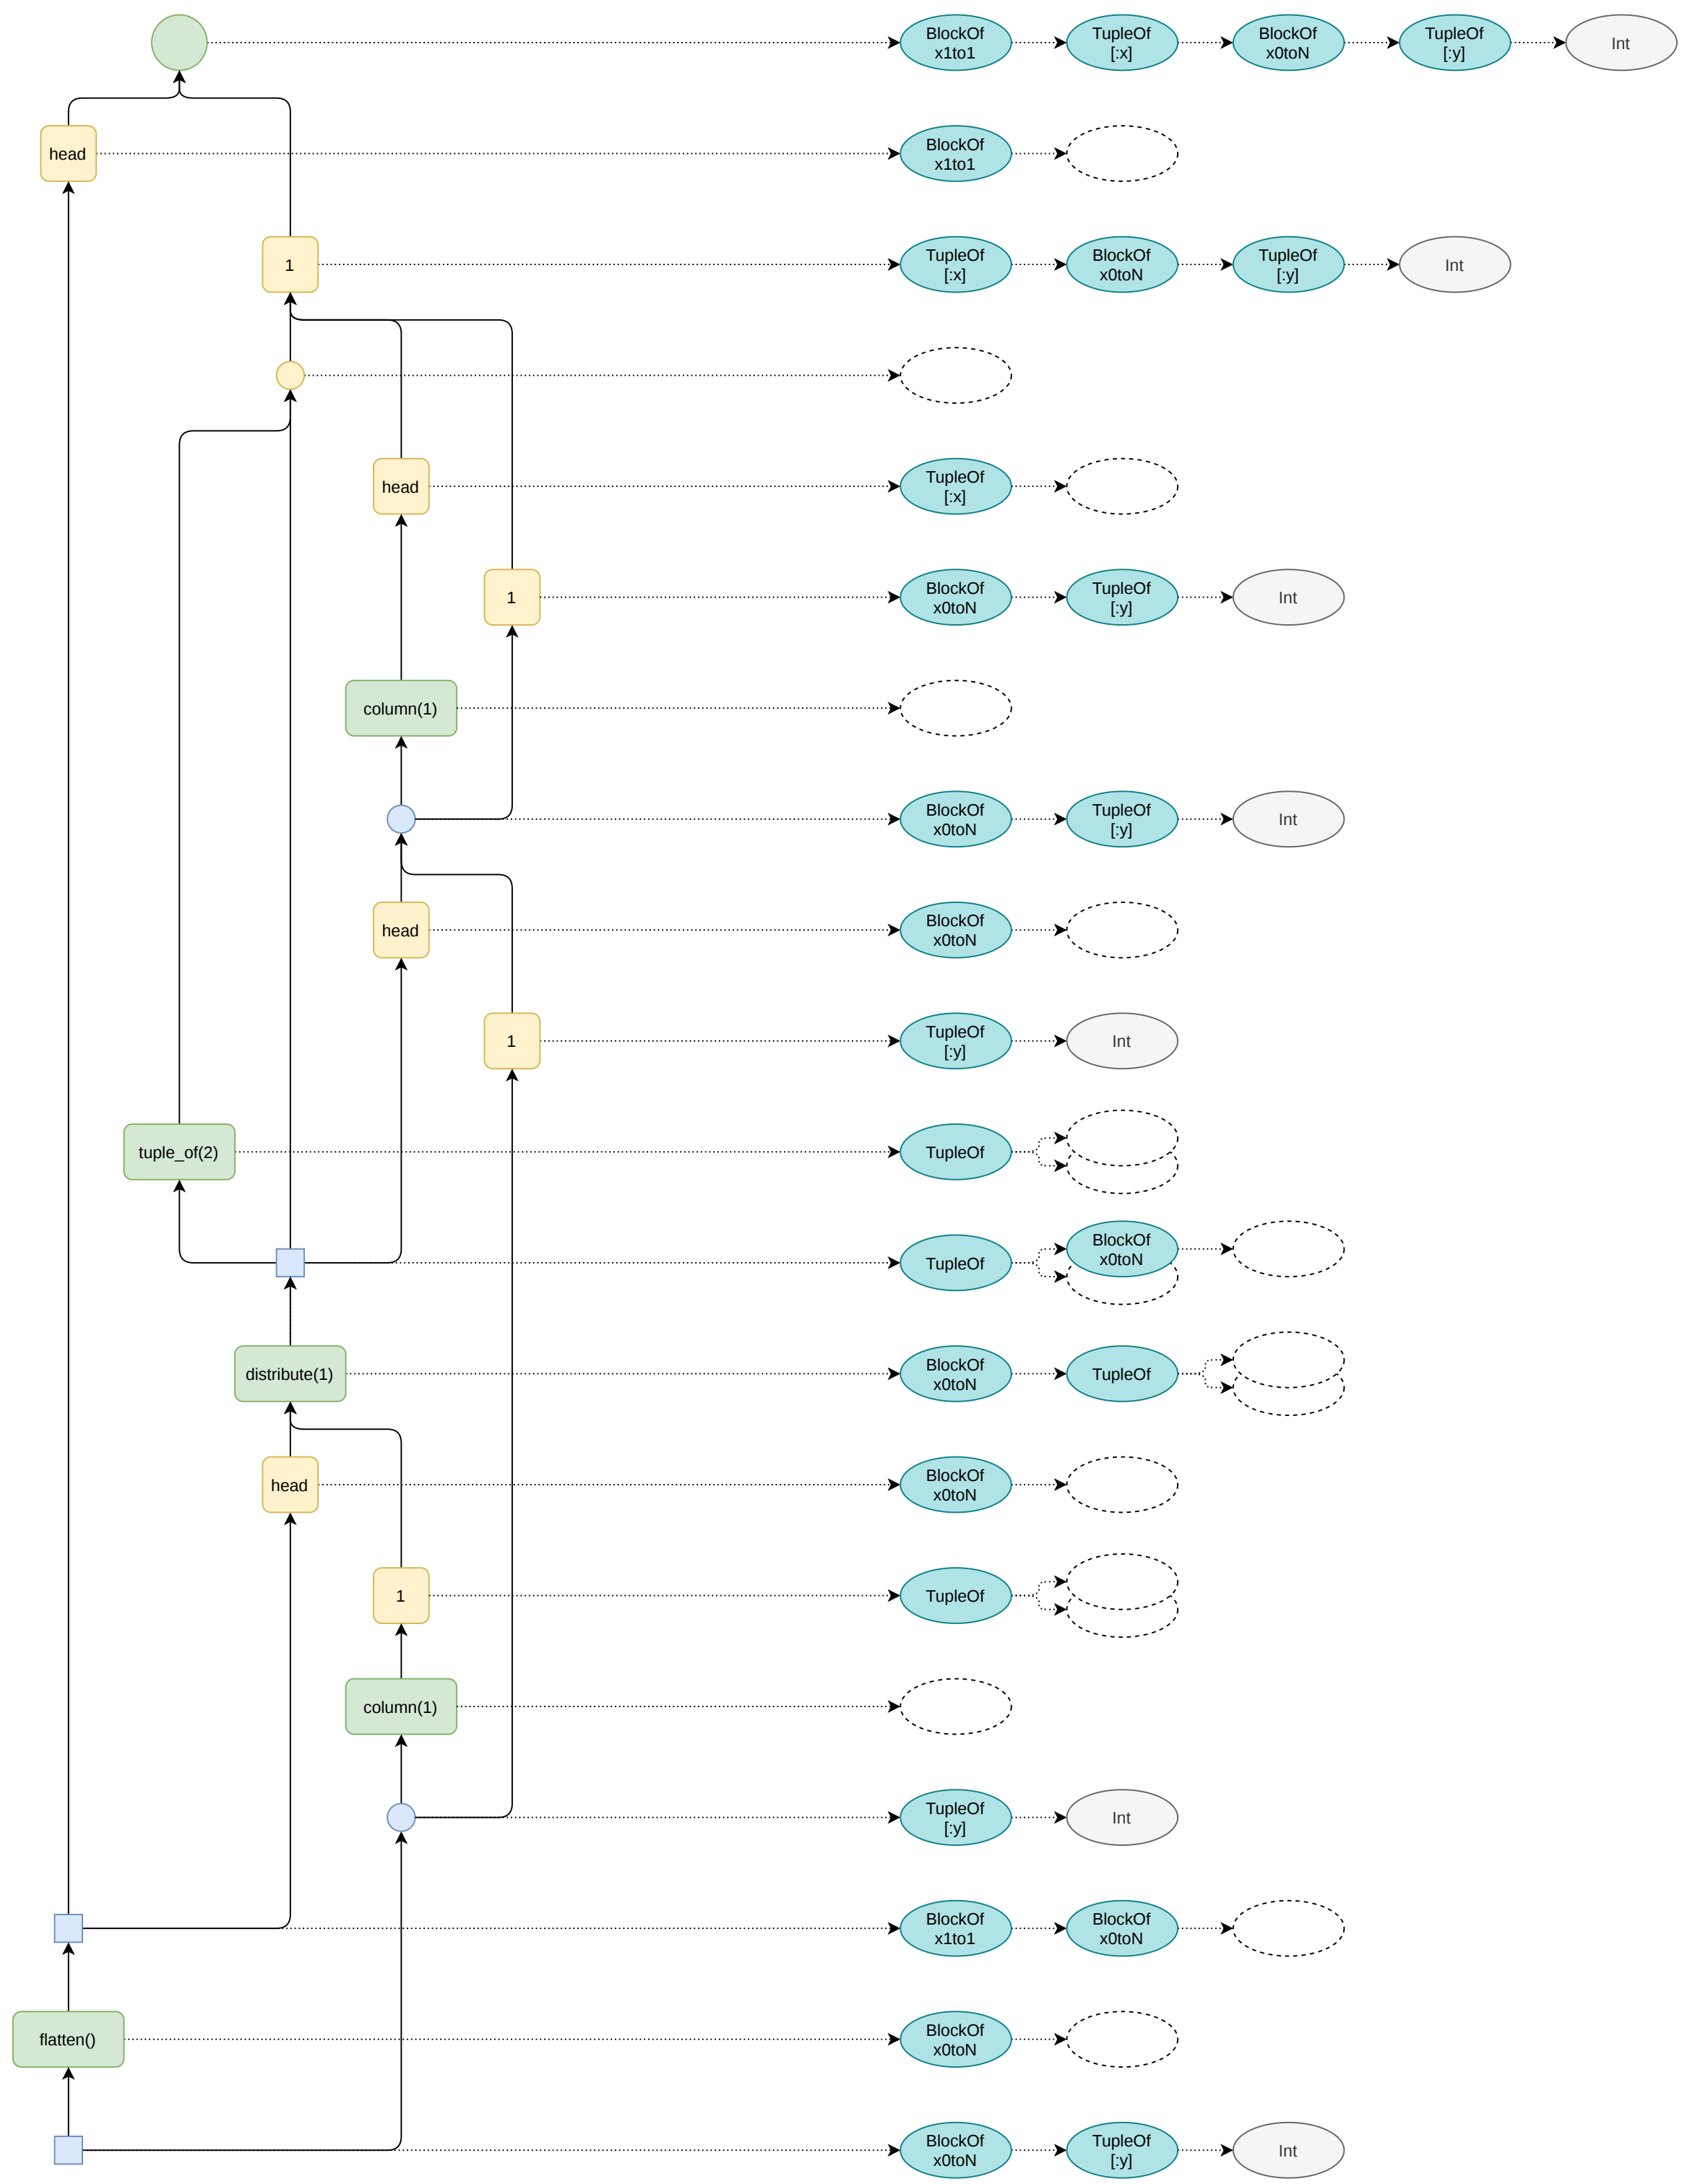 BlockOf
x1to1
TupleOf
[:x]
BlockOf
x0toN
TupleOf
[:y]
Int
head
BlockOf
x1to1
1
TupleOf
[:x]
BlockOf
x0toN
TupleOf
[:y]
Int
head
TupleOf
[:x]
1
BlockOf
x0toN
TupleOf
[:y]
Int
column(1)
BlockOf
x0toN
TupleOf
[:y]
Int
head
BlockOf
x0toN
1
TupleOf
[:y]
Int
tuple_of(2)
TupleOf
TupleOf
BlockOf
x0toN
distribute(1)
BlockOf
x0toN
TupleOf
head
BlockOf
x0toN
1
TupleOf
column(1)
TupleOf
[:y]
Int
BlockOf
x1to1
BlockOf
x0toN
flatten()
BlockOf
x0toN
BlockOf
x0toN
TupleOf
[:y]
Int